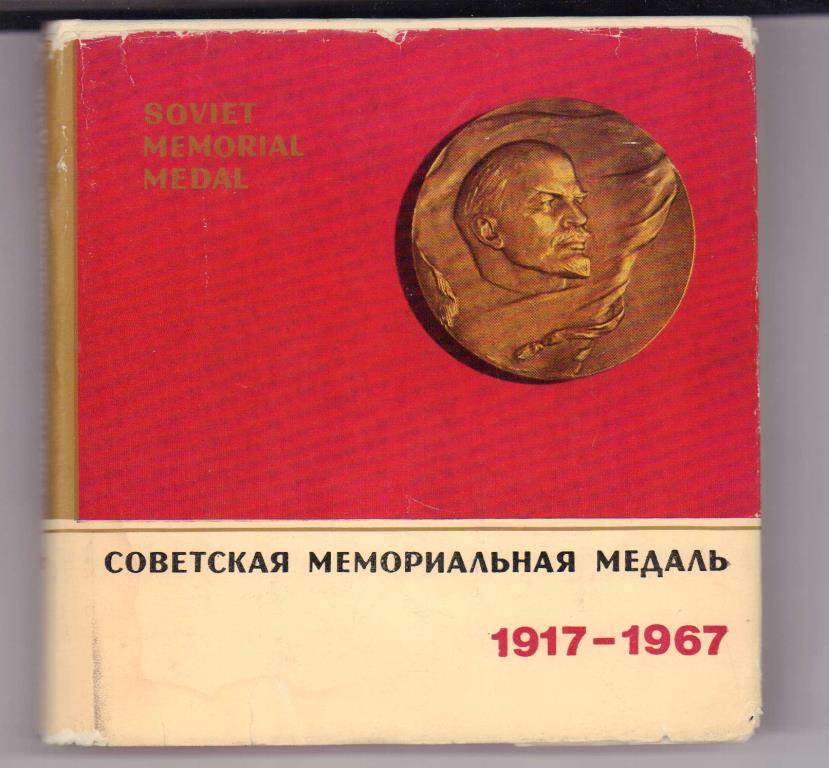 SOVIET
MEMORIAL
MEDAL
СОВЕТСКАЯ МЕМОРИАЛЬНАЯ МЕДАЛЬ
1917-1967